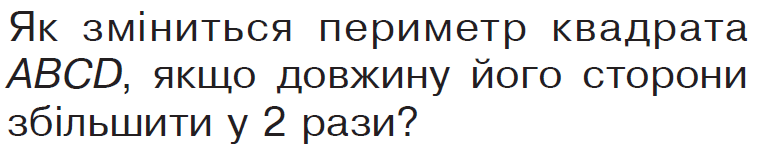 Як зміниться периметр квадрата
ABCD, якщо довжину його сторони
збільшити у 2 рази?